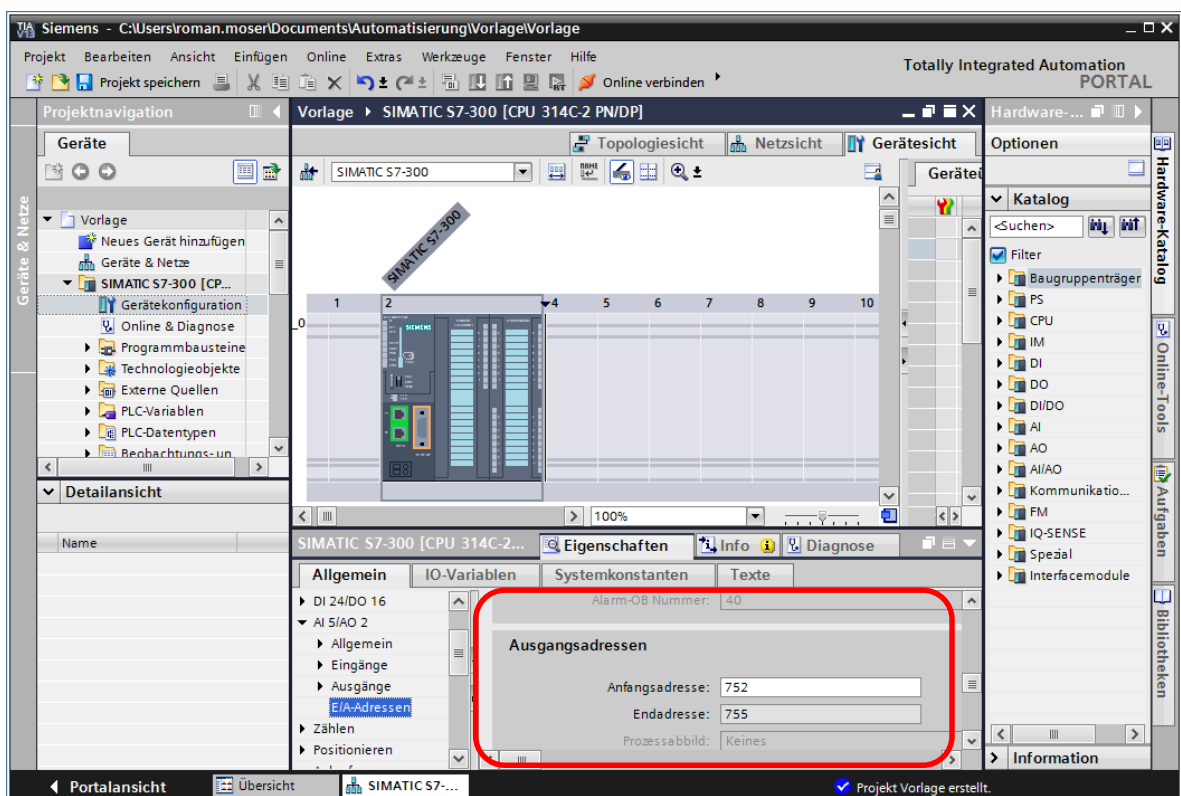 Siemens - C:\Users\roman.moser\Documents\Automatisierung\Vorlage\Vorlage
Projekt Bearbeiten Ansicht Einfügen Online Extras Werkzeuge Fenster Hilfe
Totally Integrated Automation
PORTAL
Projekt speichern
Online verbinden
Projektnavigation
Geräte
Geräte & Netze
Vorlage
Neues Gerät hinzufügen
Geräte & Netze
SIMATIC S7-300 [CP...
Gerätekonfiguration
Online & Diagnose
Programmbausteine
Technologieobjekte
Externe Quellen
PLC-Variablen
PLC-Datentypen
Beobachtungs- un
Detailansicht
Name
Vorlage SIMATIC S7-300 [CPU 314C-2 PN/DP]
Topologiesicht Netzsicht Gerätesicht
SIMATIC S7-300
Geräteü
SIMATIC S7-300
1 2 4 5 6 7 8 9 10
_0
SIEMENS
100%
SIMATIC S7-300 [CPU 314C-2... Eigenschaften Info Diagnose
Allgemein IO-Variablen Systemkonstanten Texte
DI 24/DO 16
AI 5/AO 2
Allgemein
Eingänge
Ausgänge
E/A-Adressen
Zählen
Positionieren
Alarm-OB Nummer: 40
Ausgangsadressen
Anfangsadresse: 752
Endadresse: 755
Prozessabbild: Keines
Hardware-...
Optionen
Katalog
<Suchen>
Filter
Baugruppenträger
PS
CPU
IM
DI
DO
DI/DO
AI
AO
AI/AO
Kommunikatio...
FM
IQ-SENSE
Spezial
Interfacemodule
Information
Hardware-Katalog
Online-Tools
Aufgaben
Bibliotheken
Portalansicht Übersicht SIMATIC S7-... Projekt Vorlage erstellt.